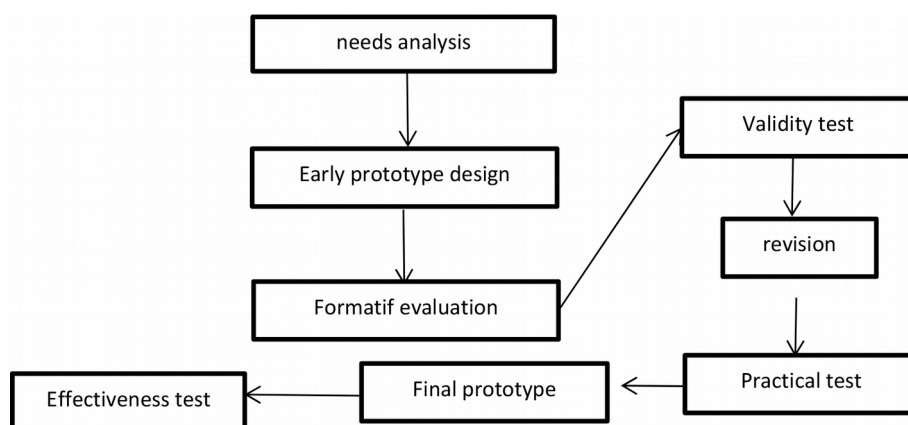 needs analysis
Early prototype design
Formatif evaluation
Validity test
revision
Practical test
Final prototype
Effectiveness test